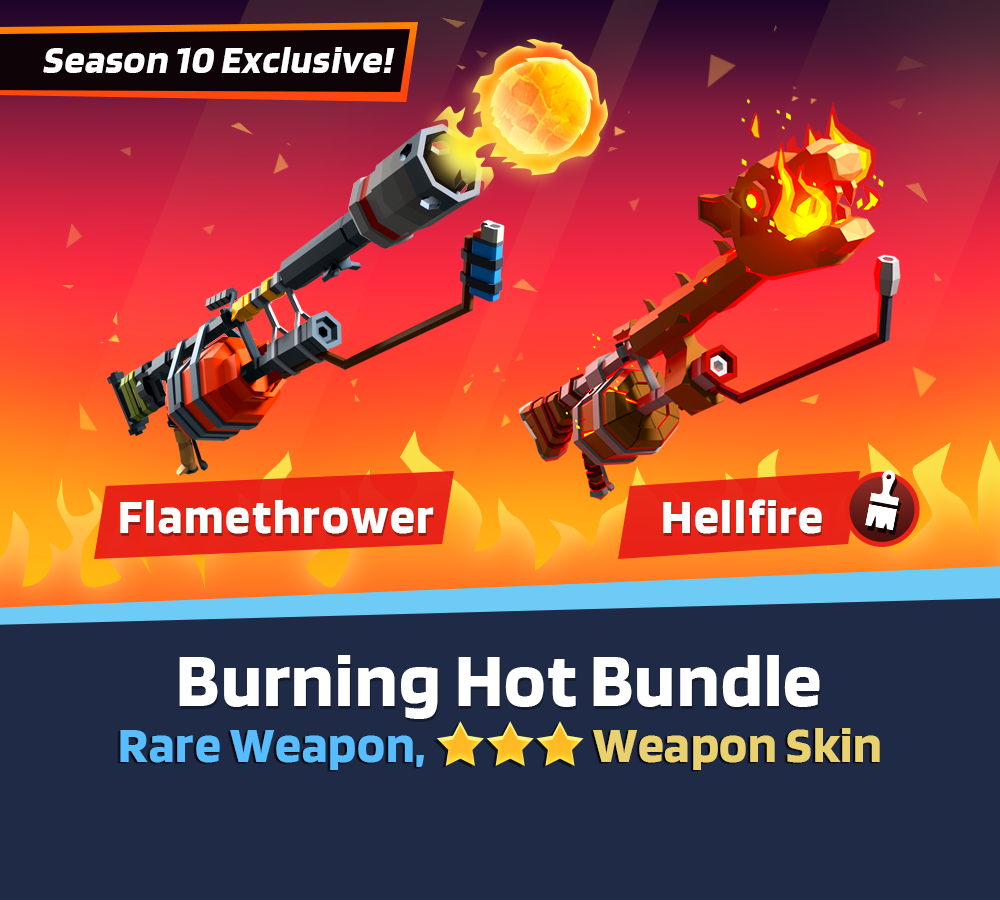 Season 10 Exclusive!
Flamethrower
Hellfire
Burning Hot Bundle
Rare Weapon, ★★★ Weapon Skin